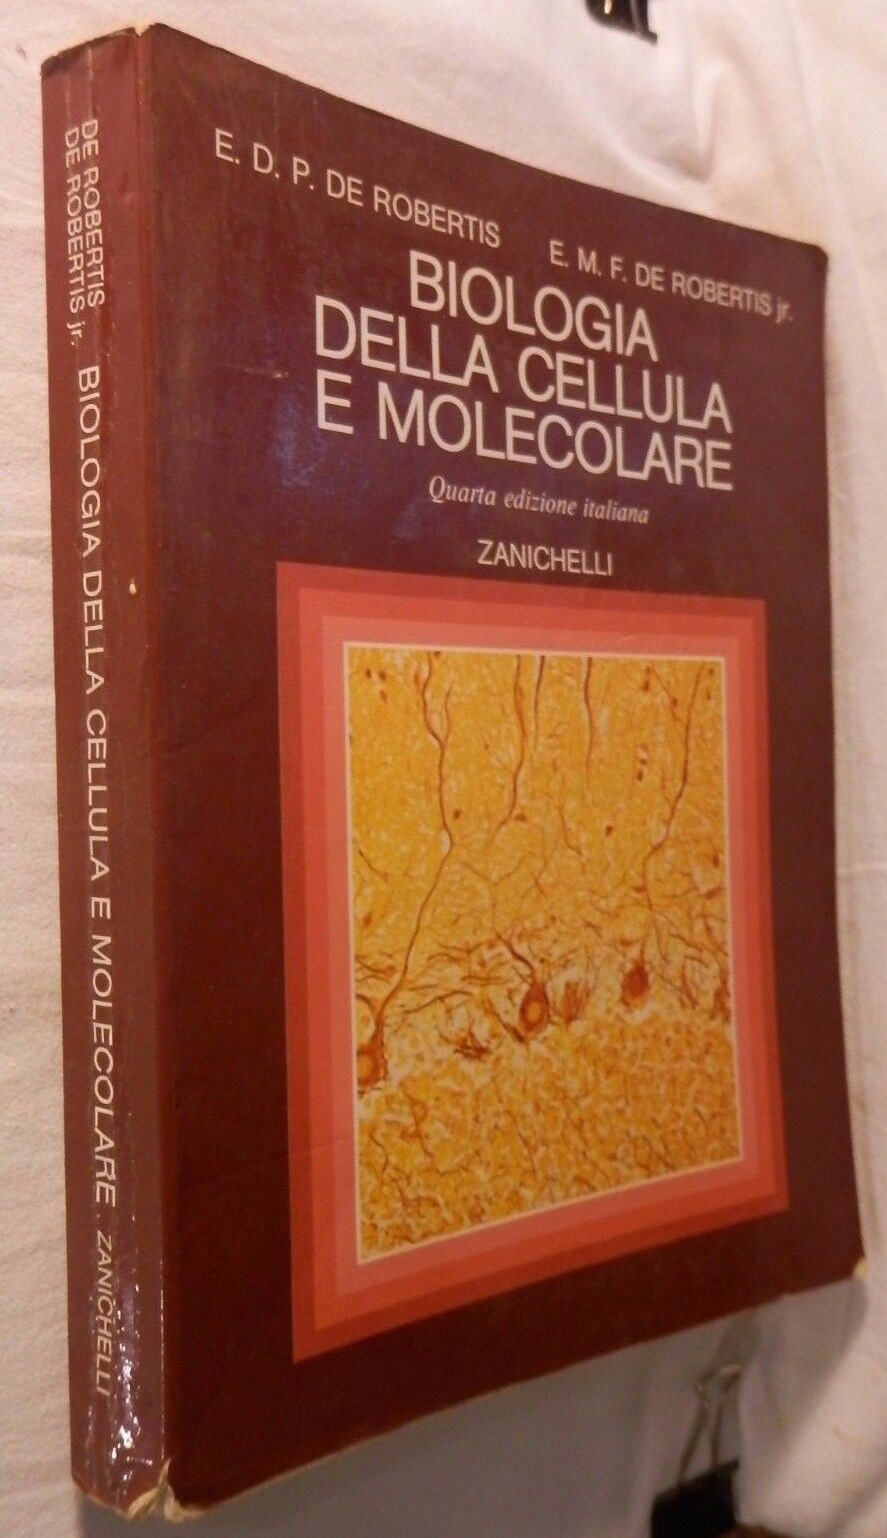 E. D. P. DE ROBERTIS E. M. F. DE ROBERTIS jr.
BIOLOGIA
DELLA CELLULA
E MOLECOLARE
Quarta edizione italiana
ZANICHELLI
DE ROBERTIS
DE ROBERTIS jr.
BIOLOGIA DELLA CELLULA E MOLECOLARE
ZANICHELLI